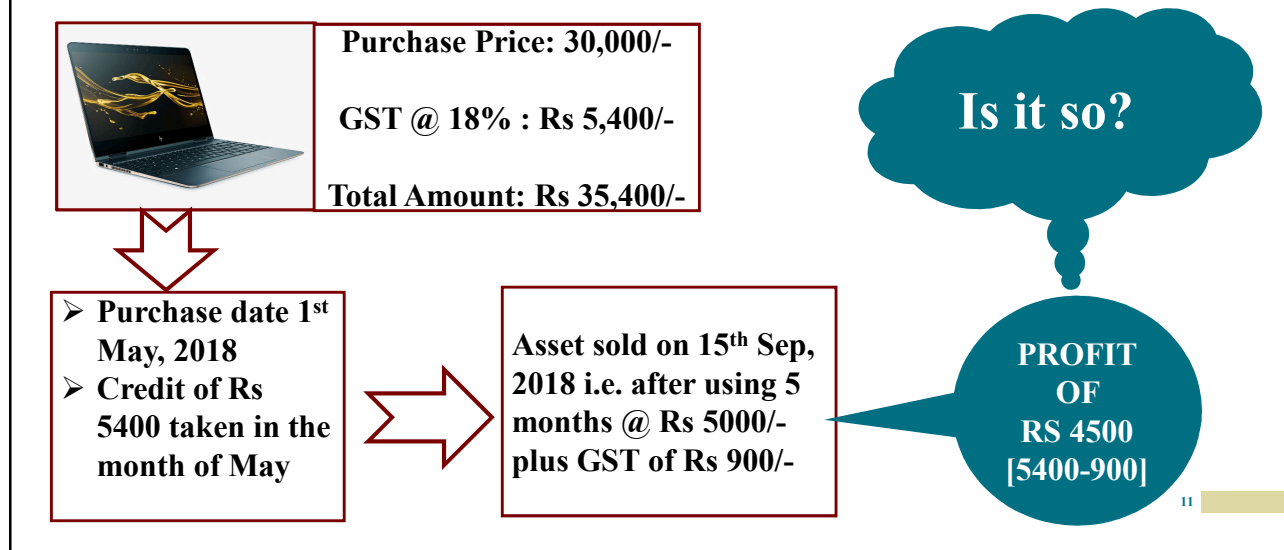 Purchase Price: 30,000/-
GST @ 18% : Rs 5,400/-
Total Amount: Rs 35,400/-
Is it so?
➢ Purchase date 1st
May, 2018
➢ Credit of Rs
5400 taken in the
month of May
Asset sold on 15th Sep,
2018 i.e. after using 5
months @ Rs 5000/-
plus GST of Rs 900/-
PROFIT
OF
RS 4500
[5400-900]
11